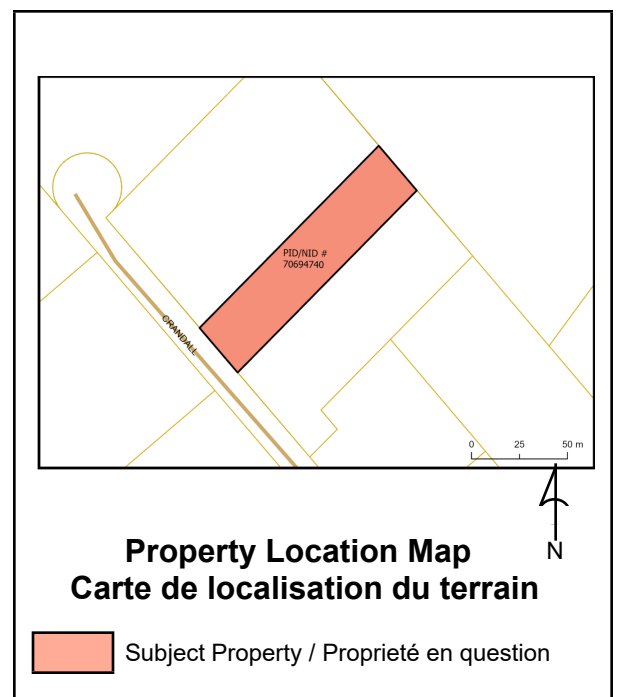 PID/NID #
70694740
CRANDALL
0 25 50 m
N
Property Location Map
Carte de localisation du terrain
Subject Property / Proprieté en question